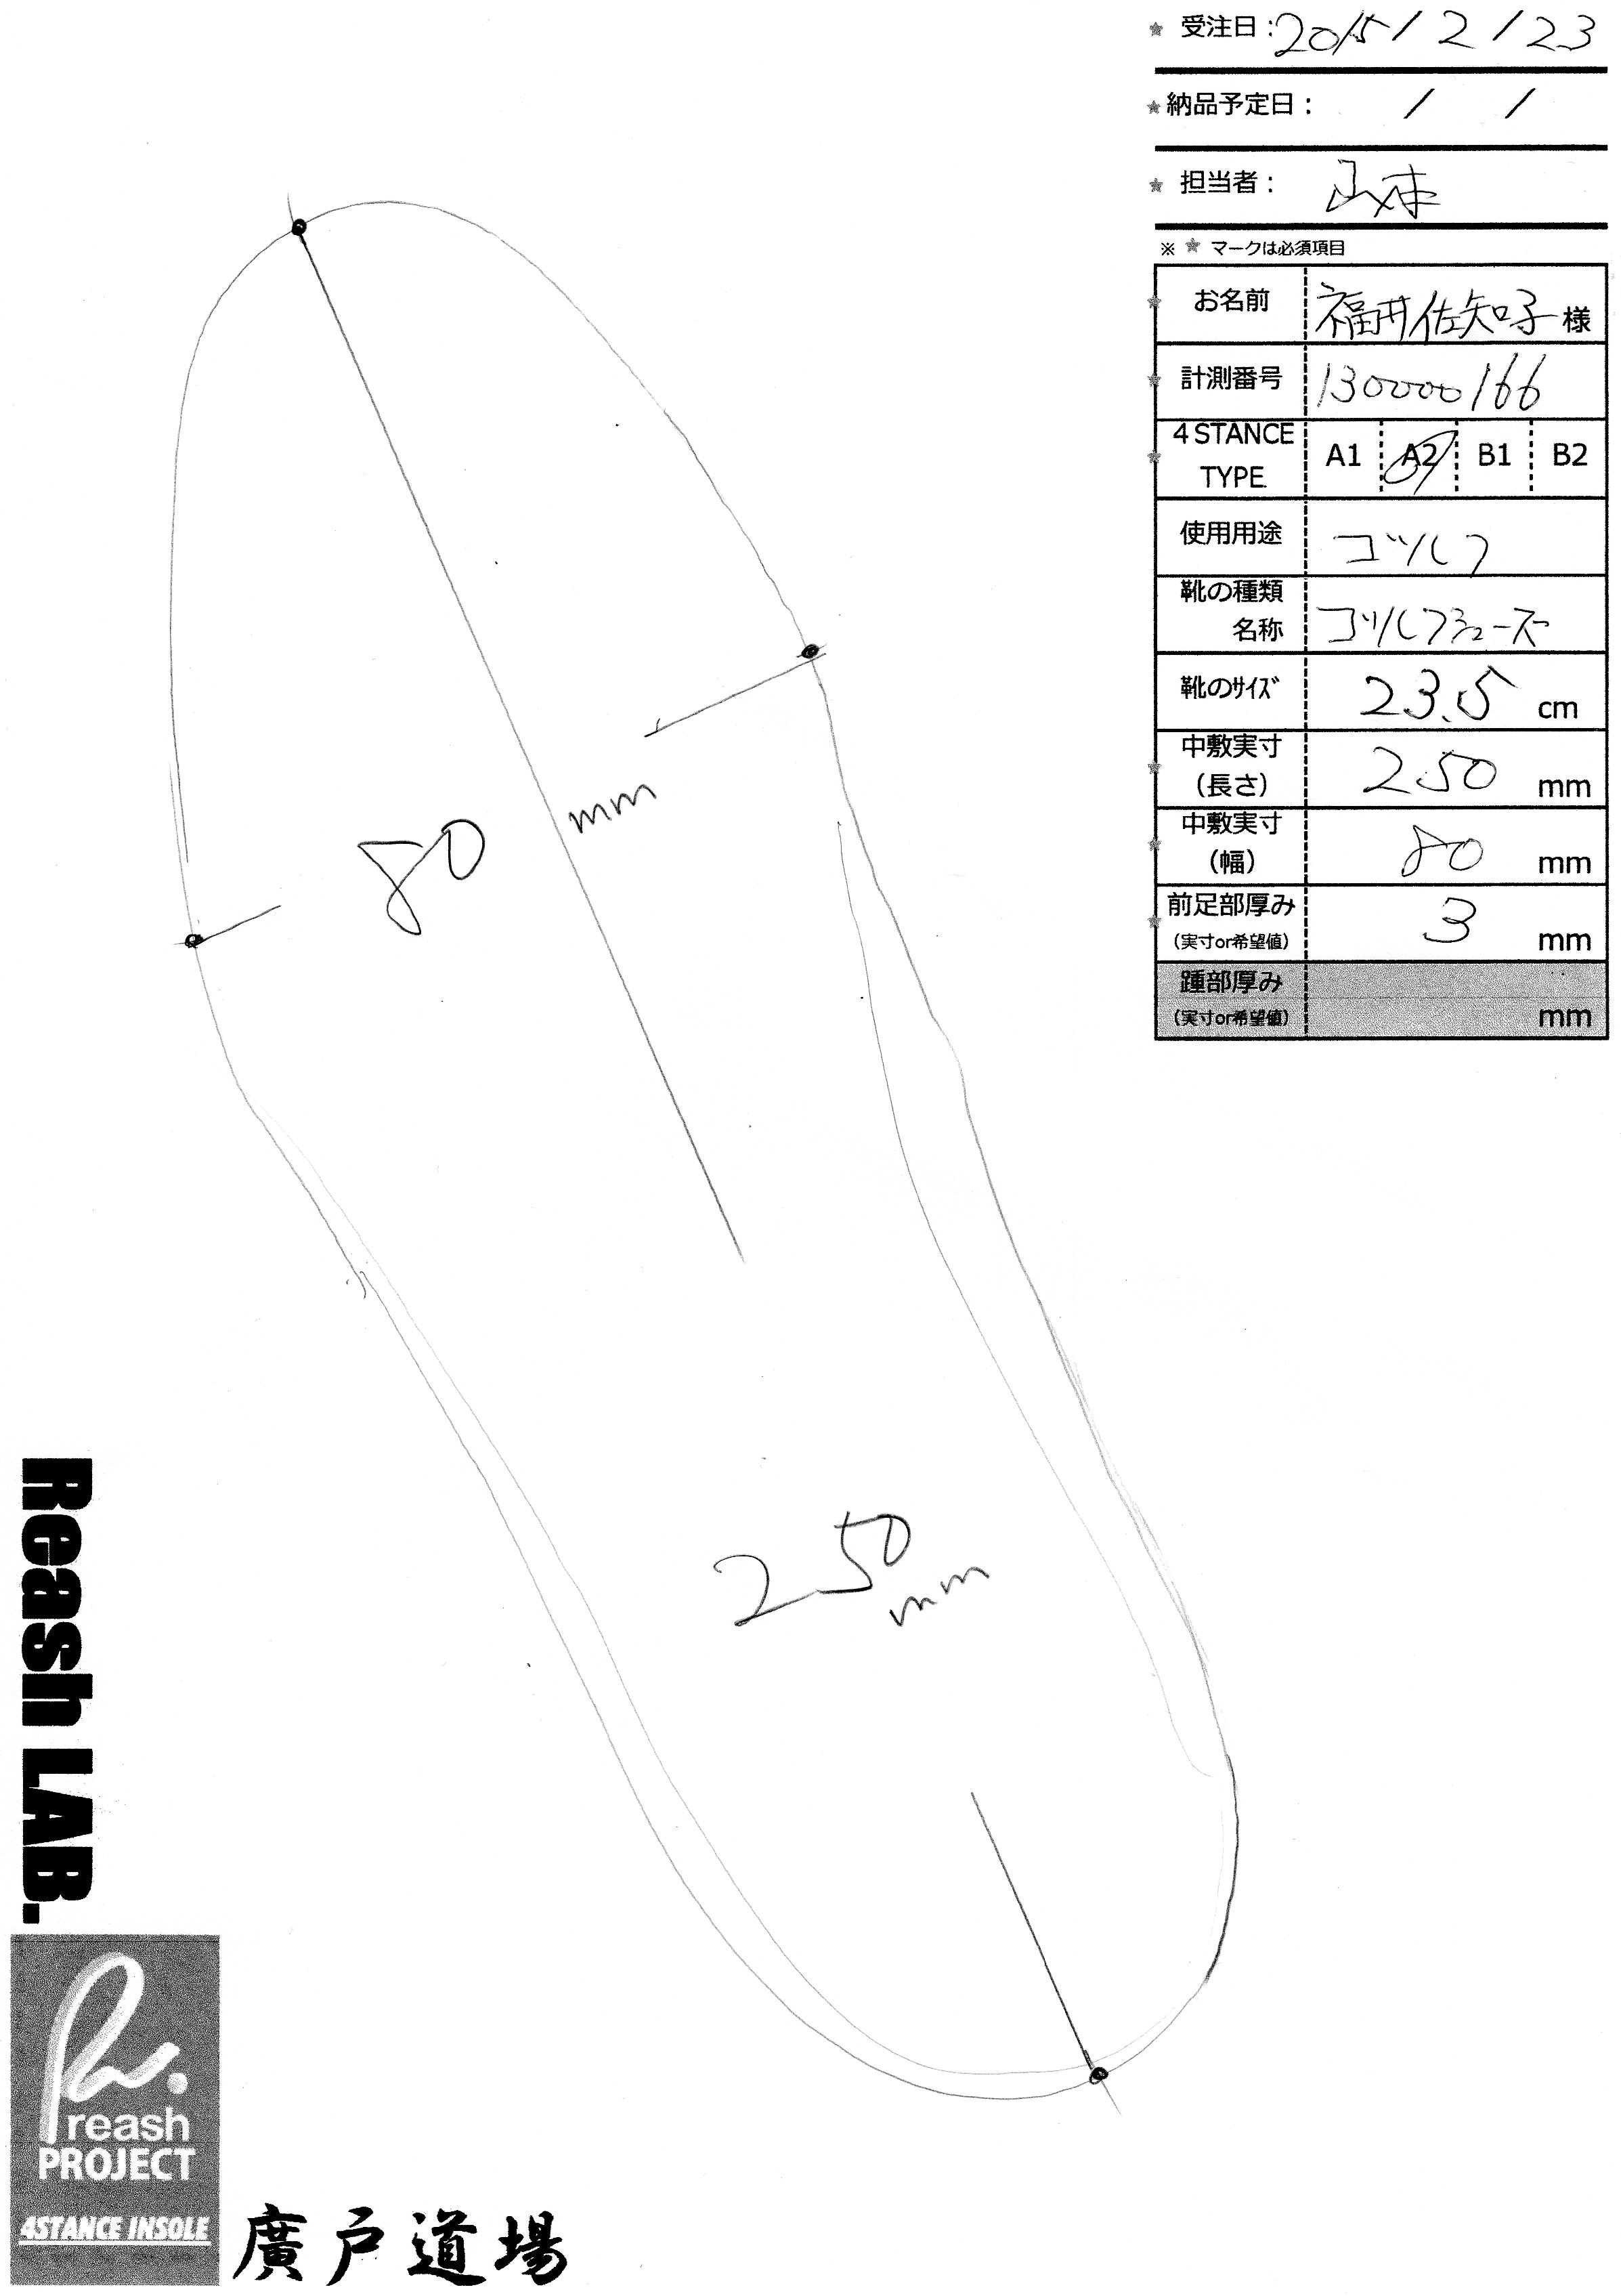 ★ 受注日：2015/2/23
★ 納品予定日： / /
★ 担当者： 山本
※ ★ マークは必須項目
★ お名前 福井佐知子 様
★ 計測番号 130000166
★ 4STANCE TYPE A1 A2 B1 B2
使用用途 ゴルフ
靴の種類
名称 ゴルフシューズ
靴のサイズ 23.5 cm
★ 中敷実寸
（長さ） 250 mm
★ 中敷実寸
（幅） 80 mm
★ 前足部厚み
（実寸or希望値） 3 mm
踵部厚み
（実寸or希望値） mm
80 mm
250 mm
Reash LAB.
reash
PROJECT
4STANCE INSOLE
廣戸道場